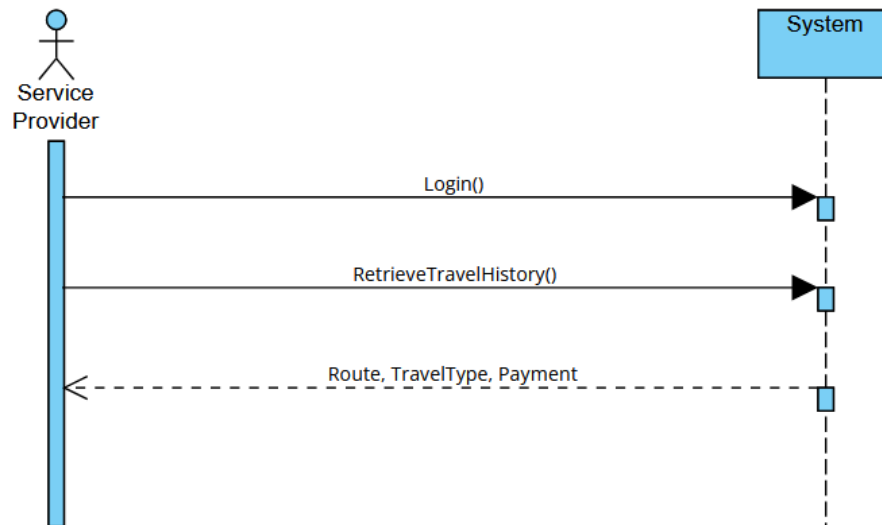 System
Service
Provider
Login()
RetrieveTravelHistory()
Route, TravelType, Payment